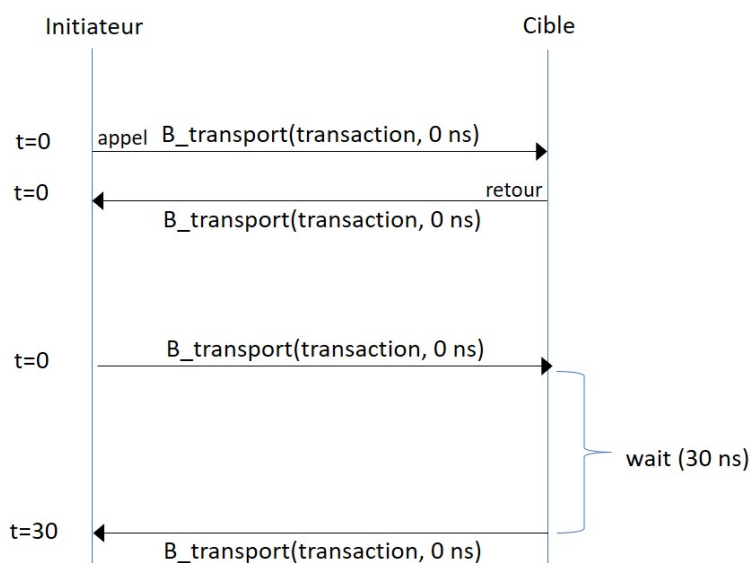 Initiateur
Cible
t=0
appel
B_transport(transaction, 0 ns)
t=0
retour
B_transport(transaction, 0 ns)
t=0
B_transport(transaction, 0 ns)
wait (30 ns)
t=30
B_transport(transaction, 0 ns)